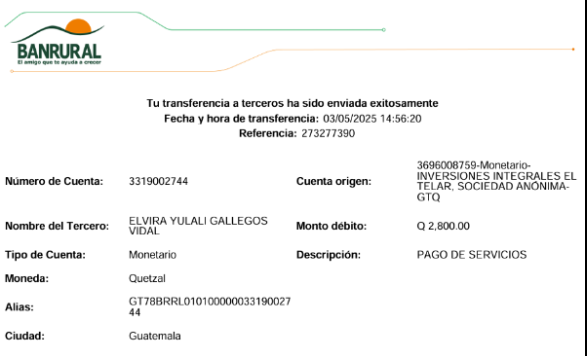 BANRURAL
El amigo que te ayuda a crecer
Tu transferencia a terceros ha sido enviada exitosamente
Fecha y hora de transferencia: 03/05/2025 14:56:20
Referencia: 273277390
Número de Cuenta: 3319002744
Cuenta origen: 3696008759-Monetario-
INVERSIONES INTEGRALES EL
TELAR, SOCIEDAD ANÓNIMA-
GTQ
Nombre del Tercero: ELVIRA YULALI GALLEGOS
VIDAL
Monto débito: Q 2,800.00
Tipo de Cuenta: Monetario
Descripción: PAGO DE SERVICIOS
Moneda: Quetzal
Alias: GT78BRRL010100000033190027
44
Ciudad: Guatemala